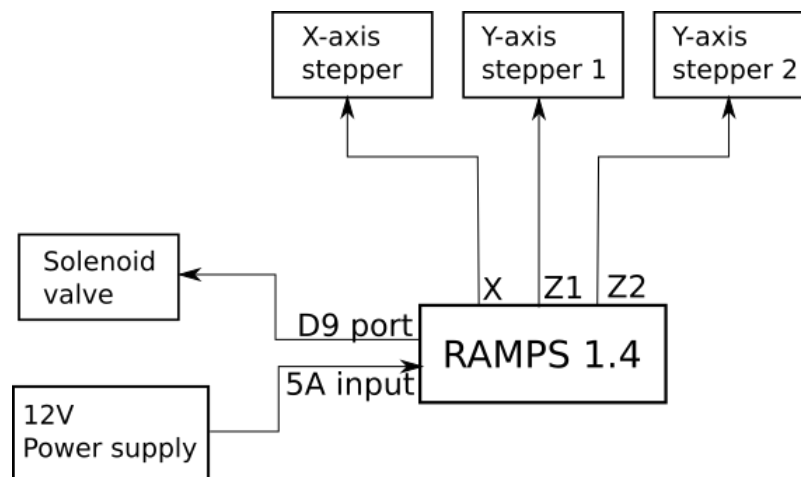 X-axis
stepper
Y-axis
stepper 1
Y-axis
stepper 2
Solenoid
valve
X
Z1
Z2
D9 port
5A input
RAMPS 1.4
12V
Power supply